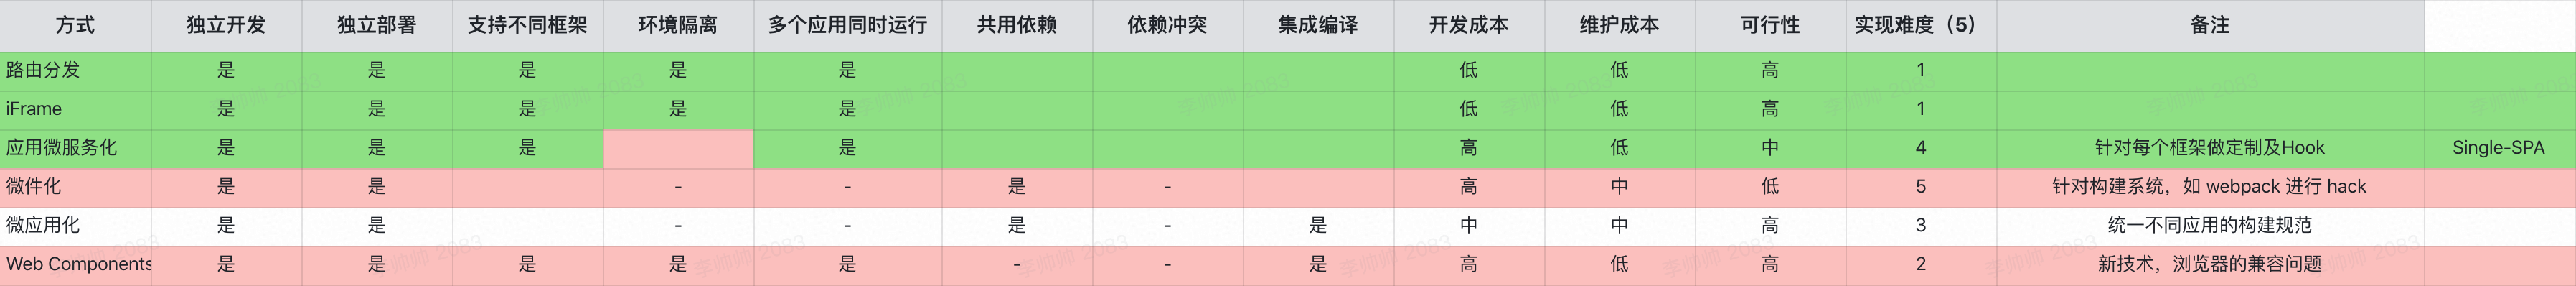 方式 独立开发 独立部署 支持不同框架 环境隔离 多个应用同时运行 共用依赖 依赖冲突 集成编译 开发成本 维护成本 可行性 实现难度（5） 备注
路由分发 是 是 是 是 是 低 低 高 1
iFrame 是 是 是 是 是 低 低 高 1
应用微服务化 是 是 是 是 高 低 中 4 针对每个框架做定制及Hook Single-SPA
微件化 是 是 - - 是 - 高 中 低 5 针对构建系统，如 webpack 进行 hack
微应用化 是 是 - - 是 - 是 中 中 高 3 统一不同应用的构建规范
Web Components 是 是 是 是 是 - - 是 高 低 高 2 新技术，浏览器的兼容问题
李帅帅 2083